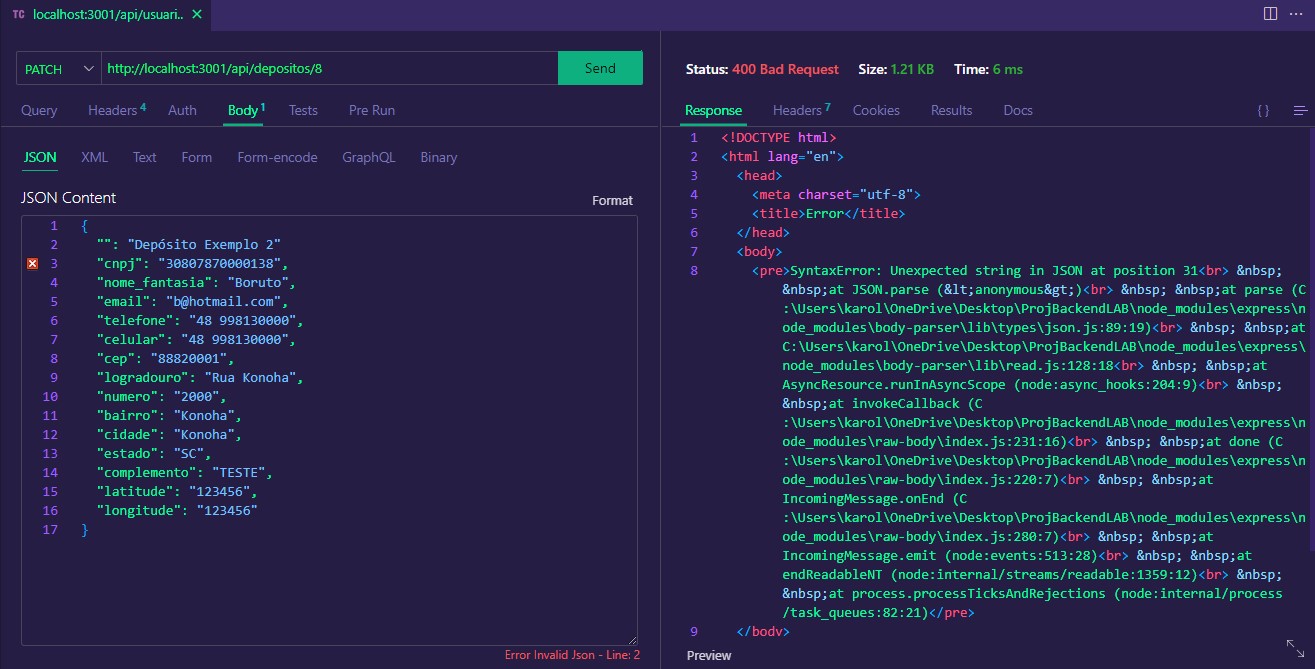 TC localhost:3001/api/usuari..
PATCH http://localhost:3001/api/depositos/8 Send
Query Headers 4 Auth Body 1 Tests Pre Run
JSON XML Text Form Form-encode GraphQL Binary
JSON Content Format
1 {
2 "": "Depósito Exemplo 2"
3 "cnpj": "30807870000138",
4 "nome_fantasia": "Boruto",
5 "email": "b@hotmail.com",
6 "telefone": "48 998130000",
7 "celular": "48 998130000",
8 "cep": "88820001",
9 "logradouro": "Rua Konoha",
10 "numero": "2000",
11 "bairro": "Konoha",
12 "cidade": "Konoha",
13 "estado": "SC",
14 "complemento": "TESTE",
15 "latitude": "123456",
16 "longitude": "123456"
17 }
Error Invalid Json - Line: 2
Status: 400 Bad Request Size: 1.21 KB Time: 6 ms
Response Headers 7 Cookies Results Docs { }
1 <!DOCTYPE html>
2 <html lang="en">
3 <head>
4 <meta charset="utf-8">
5 <title>Error</title>
6 </head>
7 <body>
8 <pre>SyntaxError: Unexpected string in JSON at position 31<br> &nbsp;
&nbsp;at JSON.parse (&lt;anonymous&gt;)<br> &nbsp; &nbsp;at parse (C
:\Users\karol\OneDrive\Desktop\ProjBackendLAB\node_modules\express\n
ode_modules\body-parser\lib\types\json.js:89:19)<br> &nbsp; &nbsp;at
C:\Users\karol\OneDrive\Desktop\ProjBackendLAB\node_modules\express\
node_modules\body-parser\lib\read.js:128:18<br> &nbsp; &nbsp;at
AsyncResource.runInAsyncScope (node:async_hooks:204:9)<br> &nbsp;
&nbsp;at invokeCallback (C
:\Users\karol\OneDrive\Desktop\ProjBackendLAB\node_modules\express\n
ode_modules\raw-body\index.js:231:16)<br> &nbsp; &nbsp;at done (C
:\Users\karol\OneDrive\Desktop\ProjBackendLAB\node_modules\express\n
ode_modules\raw-body\index.js:220:7)<br> &nbsp; &nbsp;at
IncomingMessage.onEnd (C
:\Users\karol\OneDrive\Desktop\ProjBackendLAB\node_modules\express\n
ode_modules\raw-body\index.js:280:7)<br> &nbsp; &nbsp;at
IncomingMessage.emit (node:events:513:28)<br> &nbsp; &nbsp;at
endReadableNT (node:internal/streams/readable:1359:12)<br> &nbsp;
&nbsp;at process.processTicksAndRejections (node:internal/process
/task_queues:82:21)</pre>
9 </body>
Preview